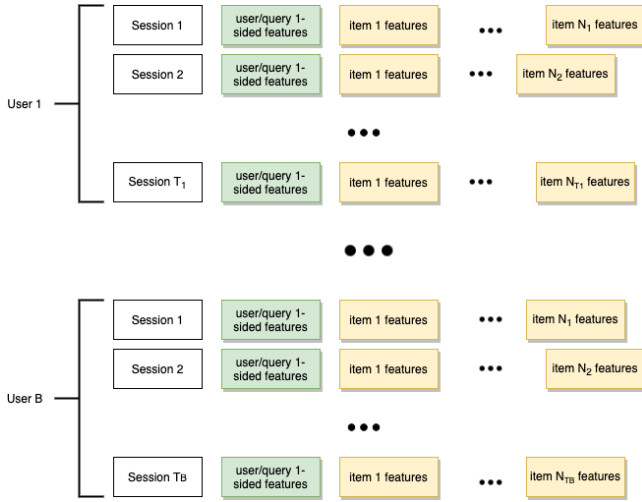 Session 1 user/query 1- item 1 features ••• item N₁ features
sided features
Session 2 user/query 1- item 1 features ••• item N₂ features
sided features
User 1
•••
Session T₁ user/query 1- item 1 features ••• item N_T1 features
sided features
•••
Session 1 user/query 1- item 1 features ••• item N₁ features
sided features
Session 2 user/query 1- item 1 features ••• item N₂ features
sided features
User B
•••
Session TB user/query 1- item 1 features ••• item N_TB features
sided features